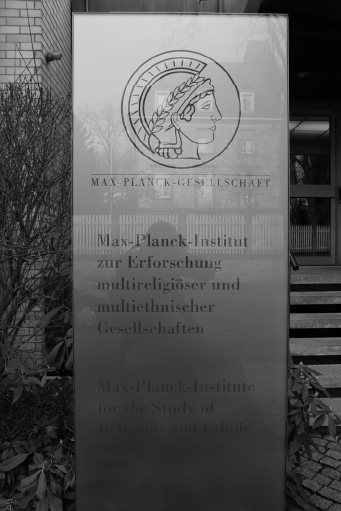 MAX-PLANCK-GESELLSCHAFT
Max-Planck-Institut
zur Erforschung
multireligiöser und
multiethnischer
Gesellschaften
Max-Planck-Institute
for the Study of
Religious and Ethnic